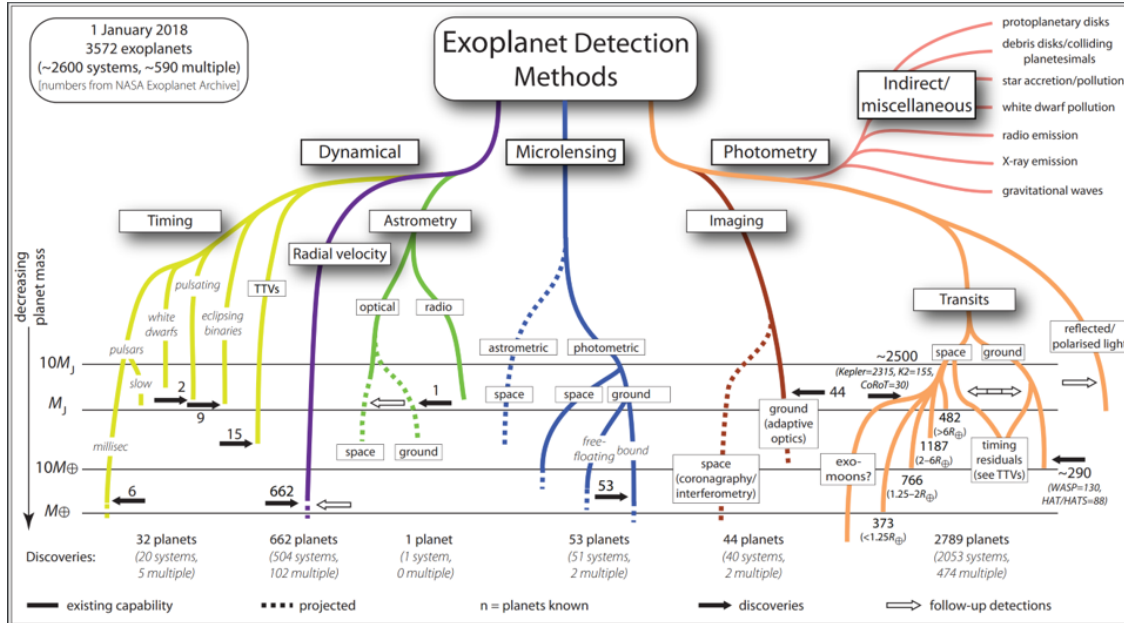 1 January 2018
3572 exoplanets
(~2600 systems, ~590 multiple)
[numbers from NASA Exoplanet Archive]
Exoplanet Detection
Methods
Indirect/
miscellaneous
protoplanetary disks
debris disks/colliding
planetesimals
star accretion/pollution
white dwarf pollution
radio emission
X-ray emission
gravitational waves
Dynamical
Microlensing
Photometry
Timing
Astrometry
Imaging
Radial velocity
decreasing
planet mass
pulsating
TTVs
white
dwarfs
eclipsing
binaries
optical
radio
Transits
pulsars
slow
astrometric
photometric
space
ground
reflected/
polarised light
10MJ
~2500
(Kepler=2315, K2=155,
CoRoT=30)
2
9
1
space
space
ground
44
MJ
15
millisec
space
ground
free-
floating
bound
ground
(adaptive
optics)
482
(>6R⊕)
1187
(2–6R⊕)
exo-
moons?
timing
residuals
(see TTVs)
10M⊕
6
662
53
space
(coronagraphy/
interferometry)
766
(1.25–2R⊕)
~290
(WASP=130,
HAT/HATS=88)
M⊕
373
(<1.25R⊕)
Discoveries:
32 planets
(20 systems,
5 multiple)
662 planets
(504 systems,
102 multiple)
1 planet
(1 system,
0 multiple)
53 planets
(51 systems,
2 multiple)
44 planets
(40 systems,
2 multiple)
2789 planets
(2053 systems,
474 multiple)
existing capability
projected
n = planets known
discoveries
follow-up detections